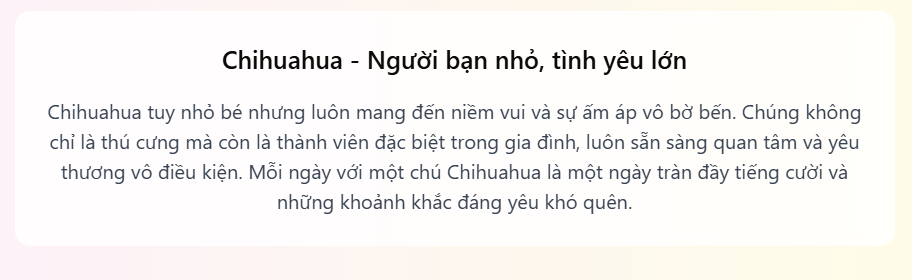 Chihuahua - Người bạn nhỏ, tình yêu lớn
Chihuahua tuy nhỏ bé nhưng luôn mang đến niềm vui và sự ấm áp vô bờ bến. Chúng không
chỉ là thú cưng mà còn là thành viên đặc biệt trong gia đình, luôn sẵn sàng quan tâm và yêu
thương vô điều kiện. Mỗi ngày với một chú Chihuahua là một ngày tràn đầy tiếng cười và
những khoảnh khắc đáng yêu khó quên.